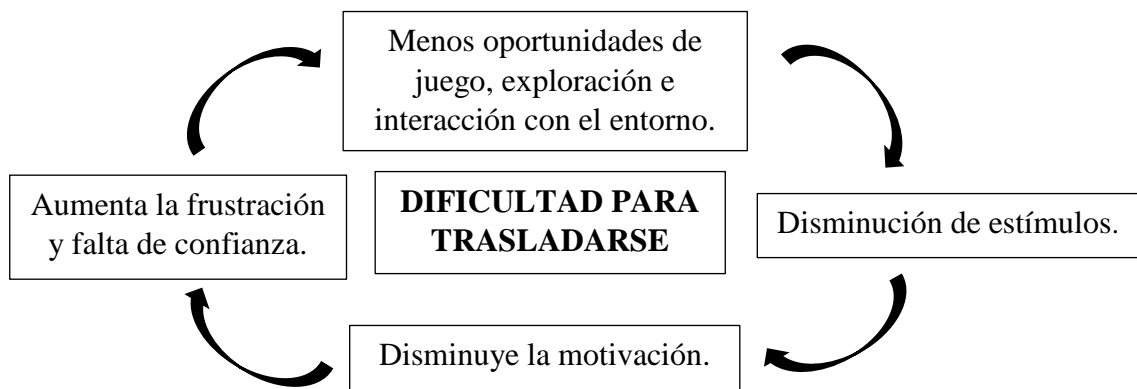 Menos oportunidades de
juego, exploración e
interacción con el entorno.
Aumenta la frustración
y falta de confianza.
DIFICULTAD PARA
TRASLADARSE
Disminución de estímulos.
Disminuye la motivación.